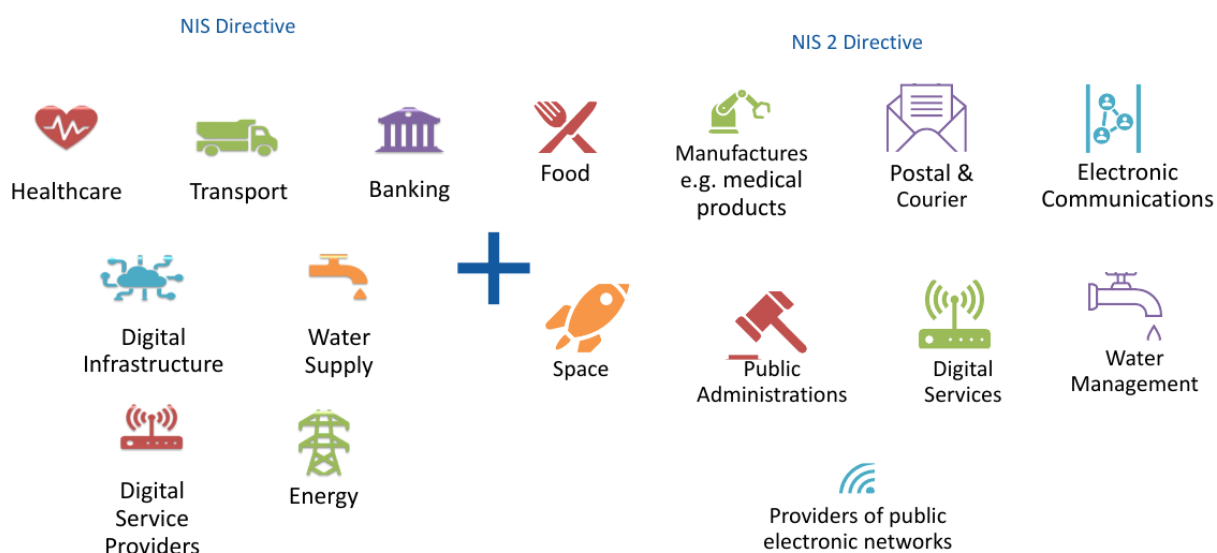 NIS Directive
NIS 2 Directive
Healthcare
Transport
Banking
Food
Manufactures
e.g. medical
products
Postal &
Courier
Electronic
Communications
Digital
Infrastructure
Water
Supply
Space
Public
Administrations
Digital
Services
Water
Management
Digital
Service
Providers
Energy
Providers of public
electronic networks